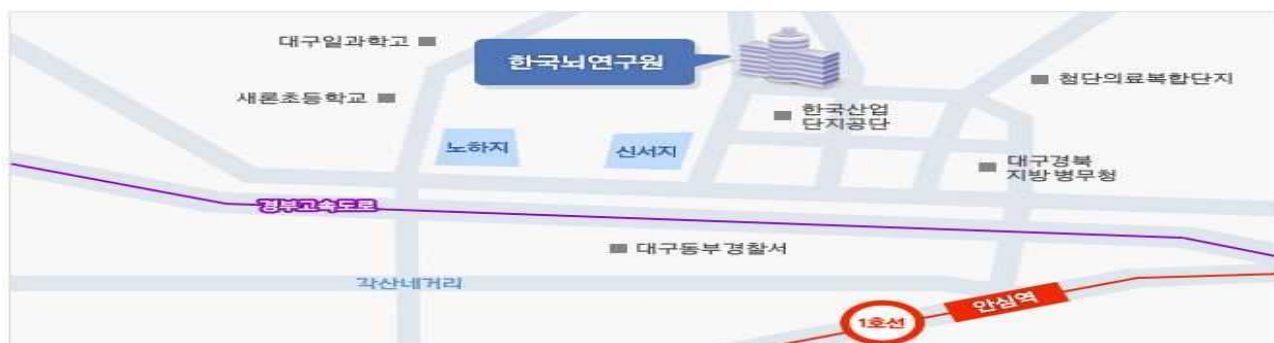 대구일과학고
한국뇌연구원
첨단의료복합단지
새론초등학교
한국산업
단지공단
노하지
신서지
대구경북
지방병무청
경부고속도로
대구동부경찰서
각산네거리
안심역
1호선